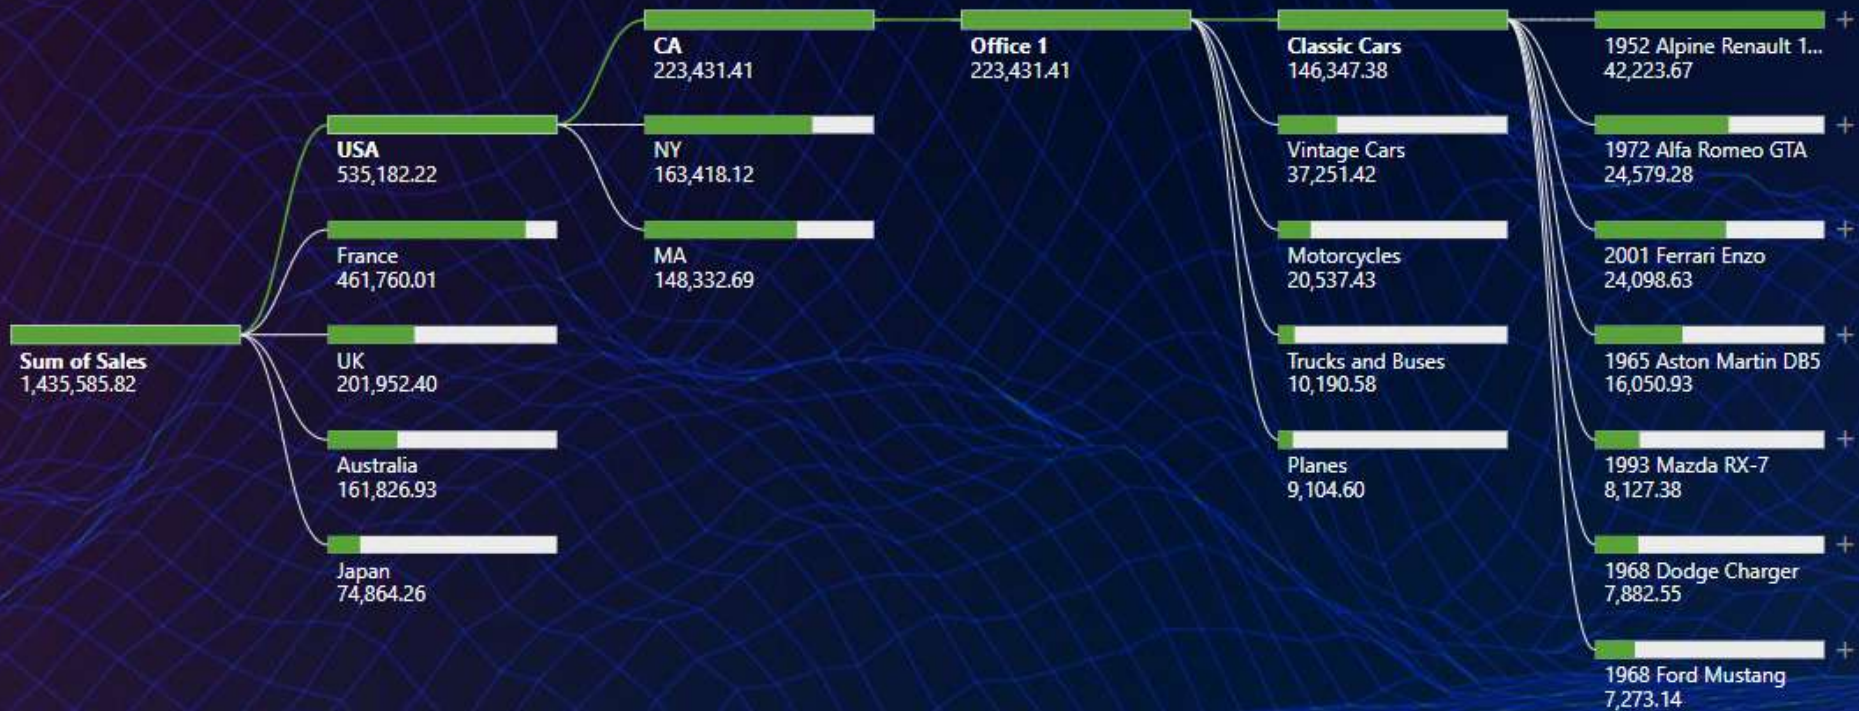 Sum of Sales
1,435,585.82
USA
535,182.22
France
461,760.01
UK
201,952.40
Australia
161,826.93
Japan
74,864.26
CA
223,431.41
NY
163,418.12
MA
148,332.69
Office 1
223,431.41
Classic Cars
146,347.38
Vintage Cars
37,251.42
Motorcycles
20,537.43
Trucks and Buses
10,190.58
Planes
9,104.60
1952 Alpine Renault 1...
42,223.67
1972 Alfa Romeo GTA
24,579.28
2001 Ferrari Enzo
24,098.63
1965 Aston Martin DB5
16,050.93
1993 Mazda RX-7
8,127.38
1968 Dodge Charger
7,882.55
1968 Ford Mustang
7,273.14